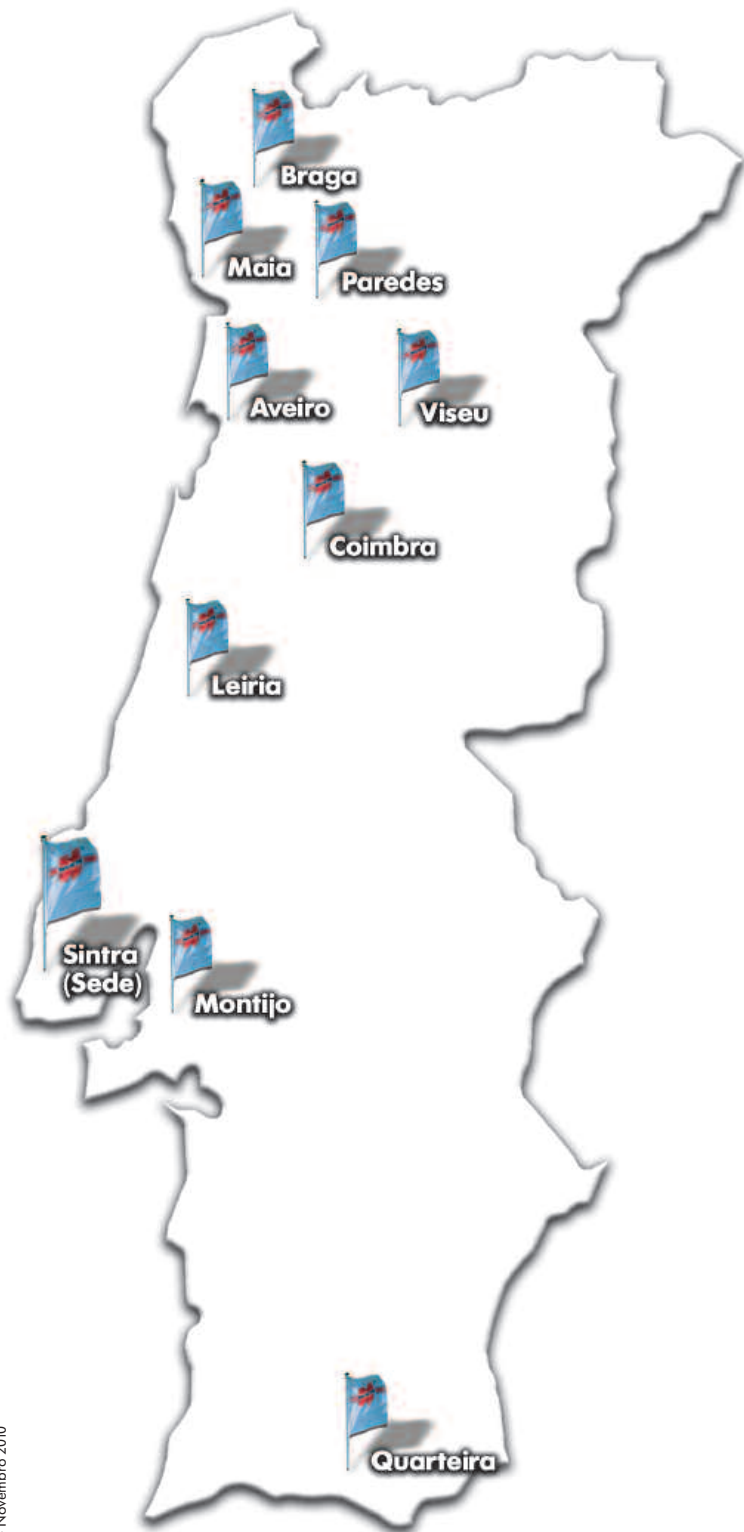 Braga
Maia
Paredes
Aveiro
Viseu
Coimbra
Leiria
Sintra
(Sede)
Montijo
Quarteira
Novembro 2010